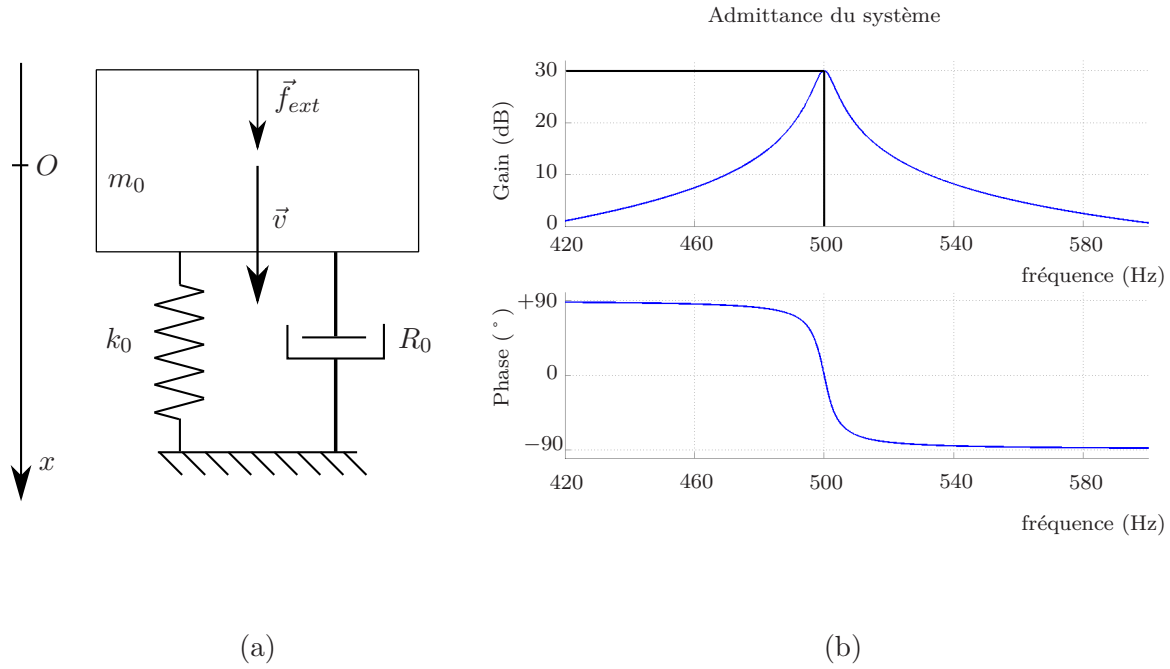 Admittance du système
f⃗ext
O
m0
v⃗
k0
R0
x
Gain (dB)
30
20
10
0
420 460 500 540 580
fréquence (Hz)
Phase (°)
+90
0
−90
420 460 500 540 580
fréquence (Hz)
(a) (b)